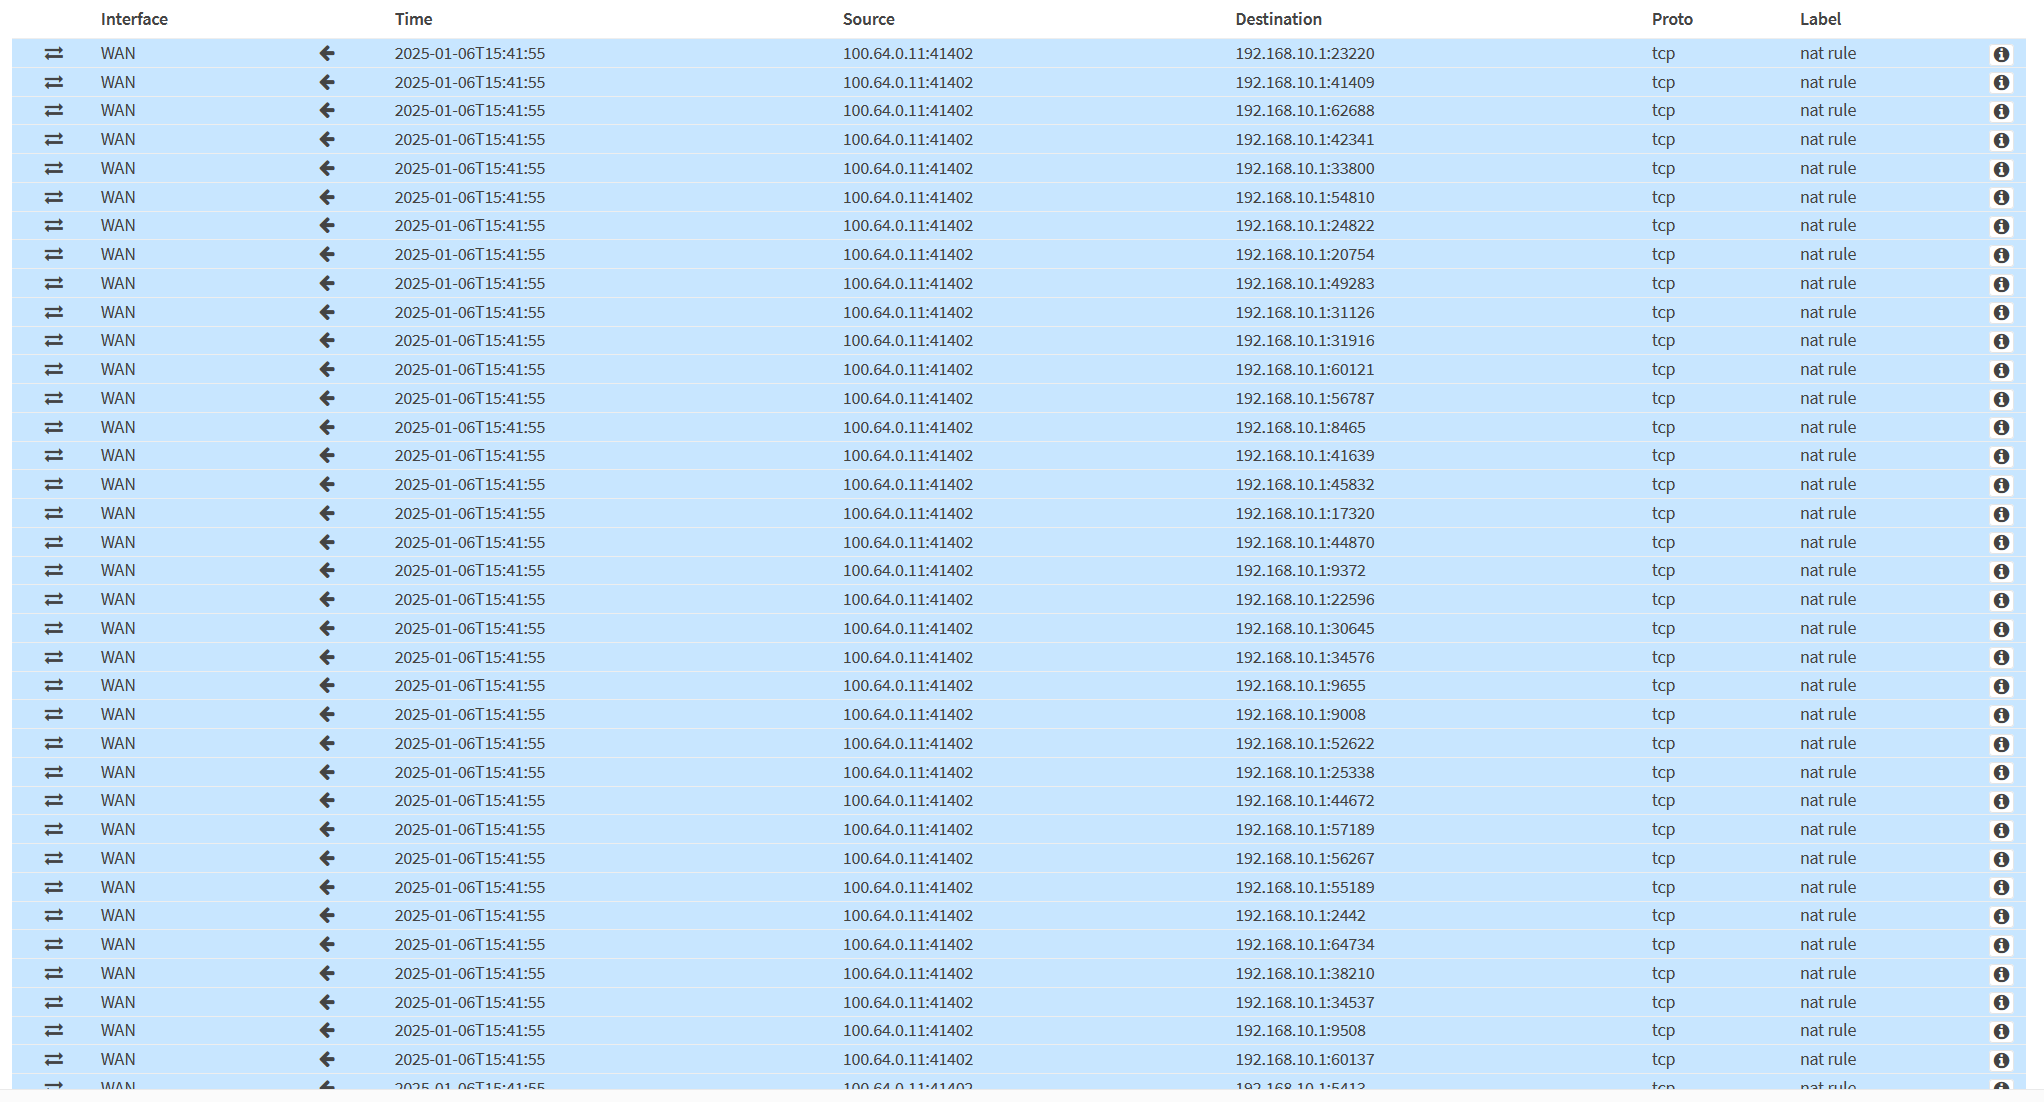 Interface Time Source Destination Proto Label
WAN 2025-01-06T15:41:55 100.64.0.11:41402 192.168.10.1:23220 tcp nat rule
WAN 2025-01-06T15:41:55 100.64.0.11:41402 192.168.10.1:41409 tcp nat rule
WAN 2025-01-06T15:41:55 100.64.0.11:41402 192.168.10.1:62688 tcp nat rule
WAN 2025-01-06T15:41:55 100.64.0.11:41402 192.168.10.1:42341 tcp nat rule
WAN 2025-01-06T15:41:55 100.64.0.11:41402 192.168.10.1:33800 tcp nat rule
WAN 2025-01-06T15:41:55 100.64.0.11:41402 192.168.10.1:54810 tcp nat rule
WAN 2025-01-06T15:41:55 100.64.0.11:41402 192.168.10.1:24822 tcp nat rule
WAN 2025-01-06T15:41:55 100.64.0.11:41402 192.168.10.1:20754 tcp nat rule
WAN 2025-01-06T15:41:55 100.64.0.11:41402 192.168.10.1:49283 tcp nat rule
WAN 2025-01-06T15:41:55 100.64.0.11:41402 192.168.10.1:31126 tcp nat rule
WAN 2025-01-06T15:41:55 100.64.0.11:41402 192.168.10.1:31916 tcp nat rule
WAN 2025-01-06T15:41:55 100.64.0.11:41402 192.168.10.1:60121 tcp nat rule
WAN 2025-01-06T15:41:55 100.64.0.11:41402 192.168.10.1:56787 tcp nat rule
WAN 2025-01-06T15:41:55 100.64.0.11:41402 192.168.10.1:8465 tcp nat rule
WAN 2025-01-06T15:41:55 100.64.0.11:41402 192.168.10.1:41639 tcp nat rule
WAN 2025-01-06T15:41:55 100.64.0.11:41402 192.168.10.1:45832 tcp nat rule
WAN 2025-01-06T15:41:55 100.64.0.11:41402 192.168.10.1:17320 tcp nat rule
WAN 2025-01-06T15:41:55 100.64.0.11:41402 192.168.10.1:44870 tcp nat rule
WAN 2025-01-06T15:41:55 100.64.0.11:41402 192.168.10.1:9372 tcp nat rule
WAN 2025-01-06T15:41:55 100.64.0.11:41402 192.168.10.1:22596 tcp nat rule
WAN 2025-01-06T15:41:55 100.64.0.11:41402 192.168.10.1:30645 tcp nat rule
WAN 2025-01-06T15:41:55 100.64.0.11:41402 192.168.10.1:34576 tcp nat rule
WAN 2025-01-06T15:41:55 100.64.0.11:41402 192.168.10.1:9655 tcp nat rule
WAN 2025-01-06T15:41:55 100.64.0.11:41402 192.168.10.1:9008 tcp nat rule
WAN 2025-01-06T15:41:55 100.64.0.11:41402 192.168.10.1:52622 tcp nat rule
WAN 2025-01-06T15:41:55 100.64.0.11:41402 192.168.10.1:25338 tcp nat rule
WAN 2025-01-06T15:41:55 100.64.0.11:41402 192.168.10.1:44672 tcp nat rule
WAN 2025-01-06T15:41:55 100.64.0.11:41402 192.168.10.1:57189 tcp nat rule
WAN 2025-01-06T15:41:55 100.64.0.11:41402 192.168.10.1:56267 tcp nat rule
WAN 2025-01-06T15:41:55 100.64.0.11:41402 192.168.10.1:55189 tcp nat rule
WAN 2025-01-06T15:41:55 100.64.0.11:41402 192.168.10.1:2442 tcp nat rule
WAN 2025-01-06T15:41:55 100.64.0.11:41402 192.168.10.1:64734 tcp nat rule
WAN 2025-01-06T15:41:55 100.64.0.11:41402 192.168.10.1:38210 tcp nat rule
WAN 2025-01-06T15:41:55 100.64.0.11:41402 192.168.10.1:34537 tcp nat rule
WAN 2025-01-06T15:41:55 100.64.0.11:41402 192.168.10.1:9508 tcp nat rule
WAN 2025-01-06T15:41:55 100.64.0.11:41402 192.168.10.1:60137 tcp nat rule
WAN 2025-01-06T15:41:55 100.64.0.11:41402 tcp nat rule